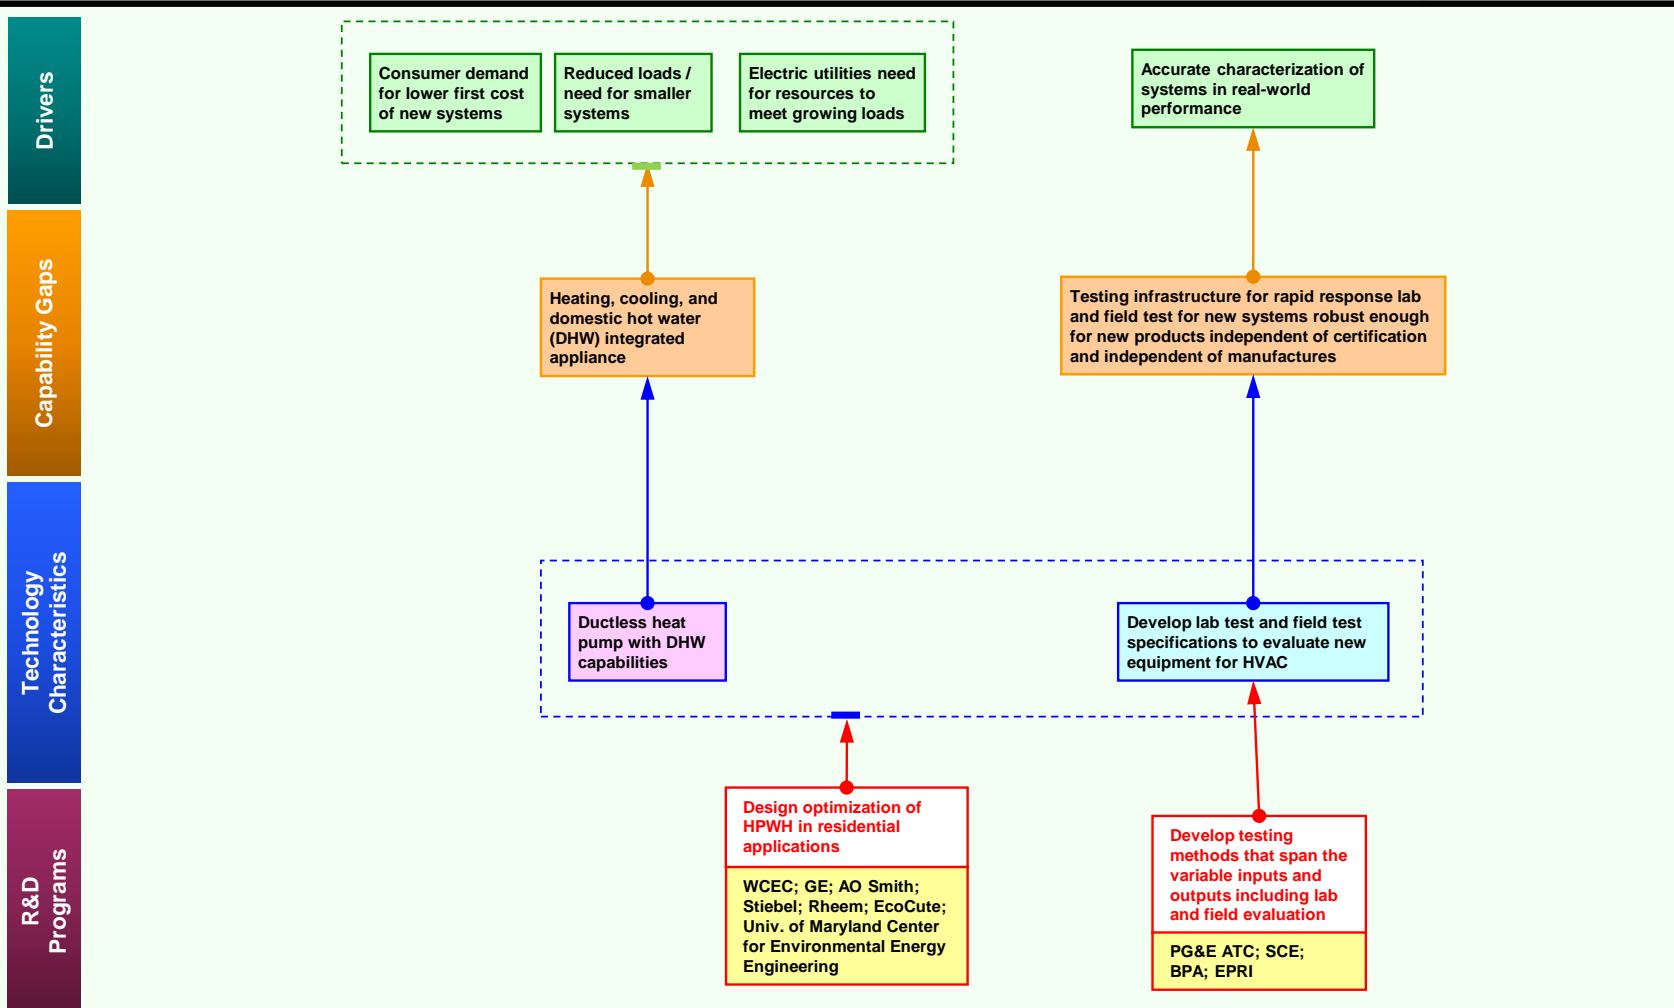 Drivers
Consumer demand
for lower first cost
of new systems
Reduced loads /
need for smaller
systems
Electric utilities need
for resources to
meet growing loads
Accurate characterization of
systems in real-world
performance
Capability Gaps
Heating, cooling, and
domestic hot water
(DHW) integrated
appliance
Testing infrastructure for rapid response lab
and field test for new systems robust enough
for new products independent of certification
and independent of manufactures
Technology
Characteristics
Ductless heat
pump with DHW
capabilities
Develop lab test and field test
specifications to evaluate new
equipment for HVAC
R&D
Programs
Design optimization of
HPWH in residential
applications
WCEC; GE; AO Smith;
Stiebel; Rheem; EcoCute;
Univ. of Maryland Center
for Environmental Energy
Engineering
Develop testing
methods that span the
variable inputs and
outputs including lab
and field evaluation
PG&E ATC; SCE;
BPA; EPRI